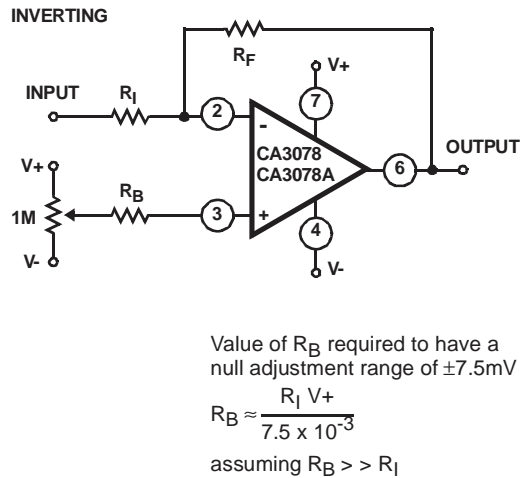 INVERTING
RF
V+
INPUT
RI
2
7
-
CA3078
CA3078A
6
OUTPUT
V+
RB
1M
3
+
4
V-
V-
Value of RB required to have a
null adjustment range of ±7.5mV
RB ≈ RI V+ / 7.5 x 10-3
assuming RB > > RI